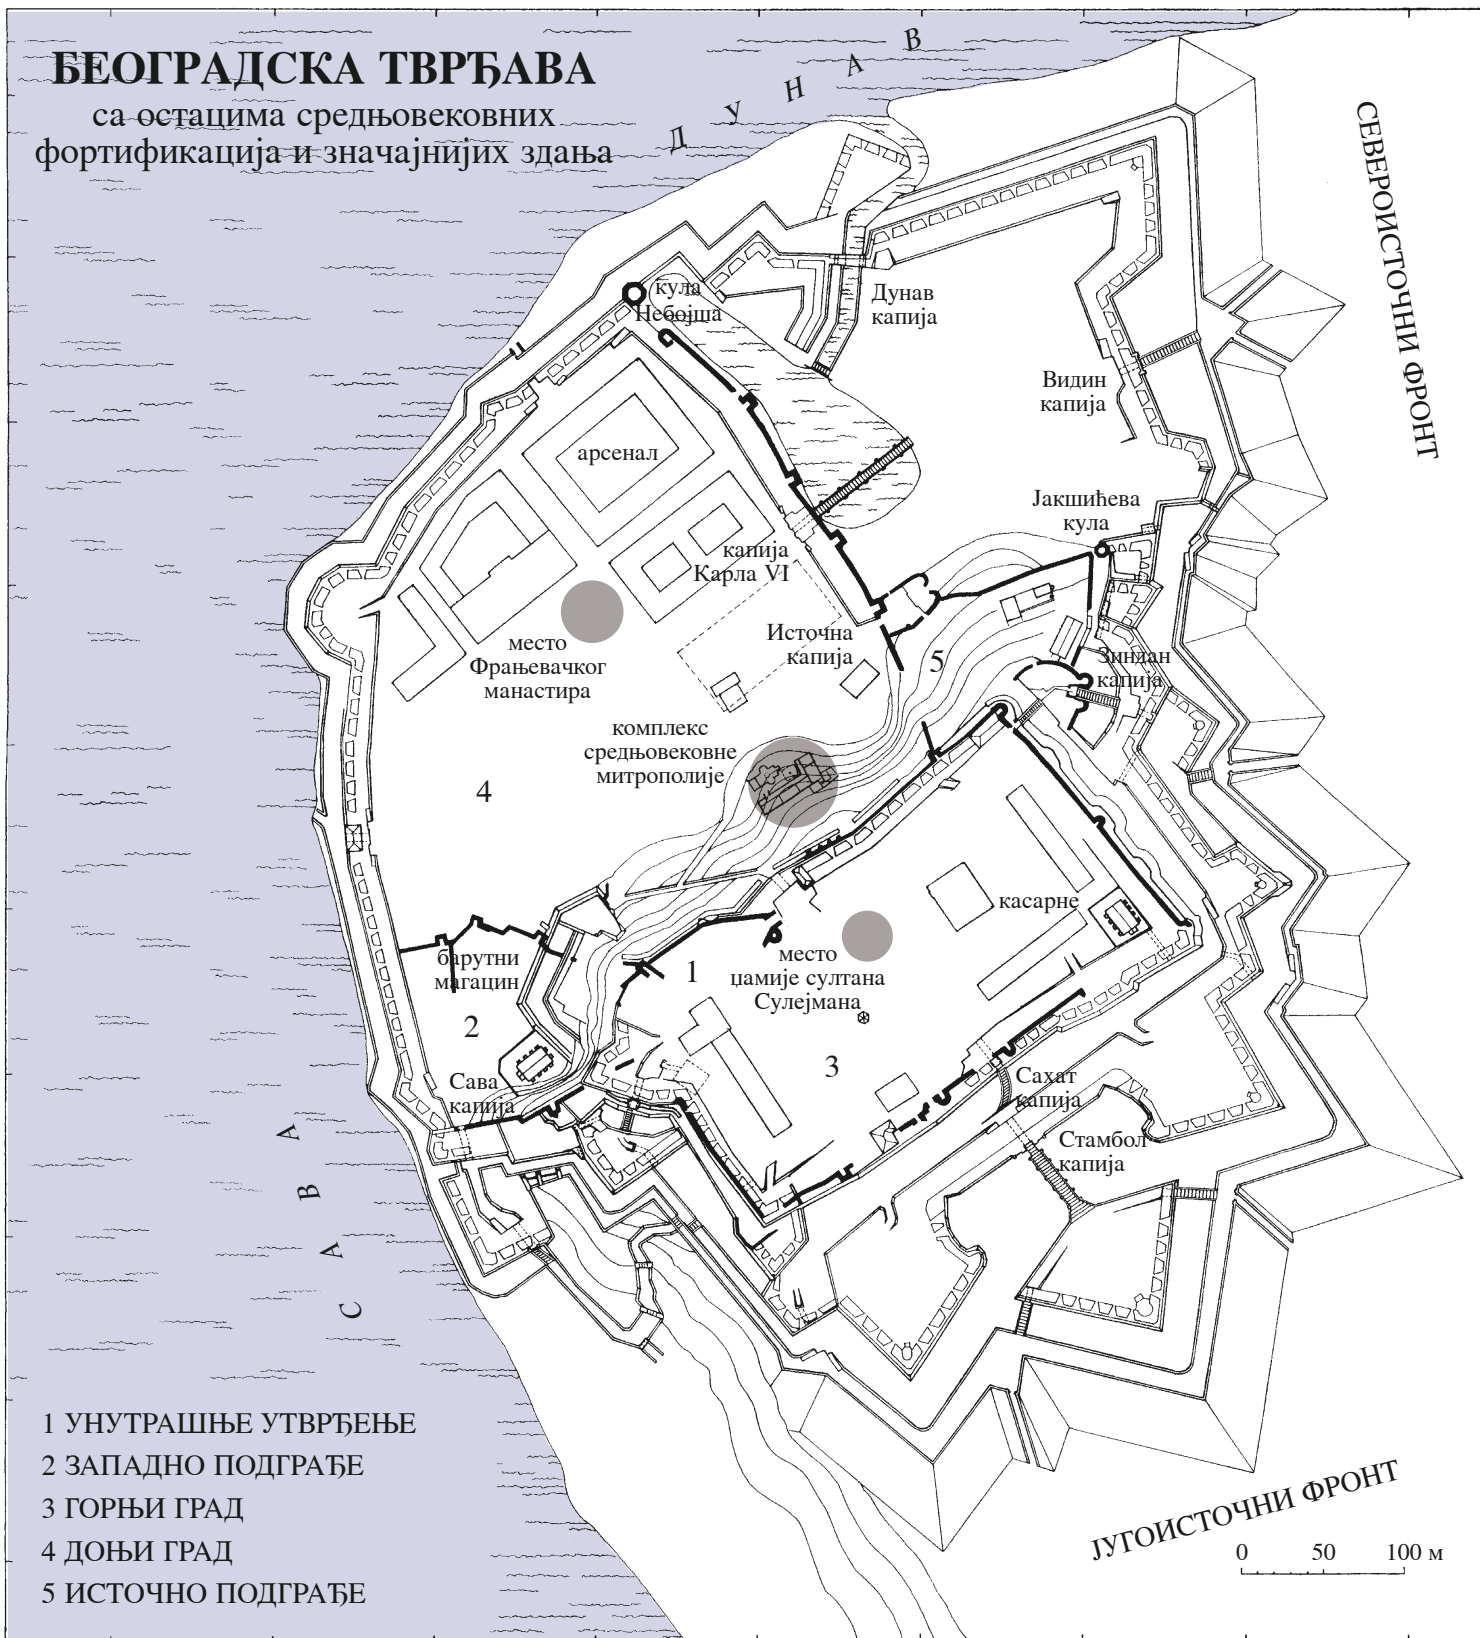 БЕОГРАДСКА ТВРЂАВА
са остацима средњовековних
фортификација и значајнијих здања
ДУНАВ
СЕВЕРОИСТОЧНИ ФРОНТ
кула
Небојша
Дунав
капија
Видин
капија
арсенал
Јакшићева
кула
капија
Карла VI
Источна
капија
5
Зиндан
капија
место
Фрањевачког
манастира
комплекс
средњовековне
митрополије
4
касарне
место
џамије султана
Сулејмана
1
барутни
магацин
2
3
Сава
капија
Сахат
капија
Стамбол
капија
САВА
1 УНУТРАШЊЕ УТВРЂЕЊЕ
2 ЗАПАДНО ПОДГРАЂЕ
3 ГОРЊИ ГРАД
4 ДОЊИ ГРАД
5 ИСТОЧНО ПОДГРАЂЕ
ЈУГОИСТОЧНИ ФРОНТ
0 50 100 м